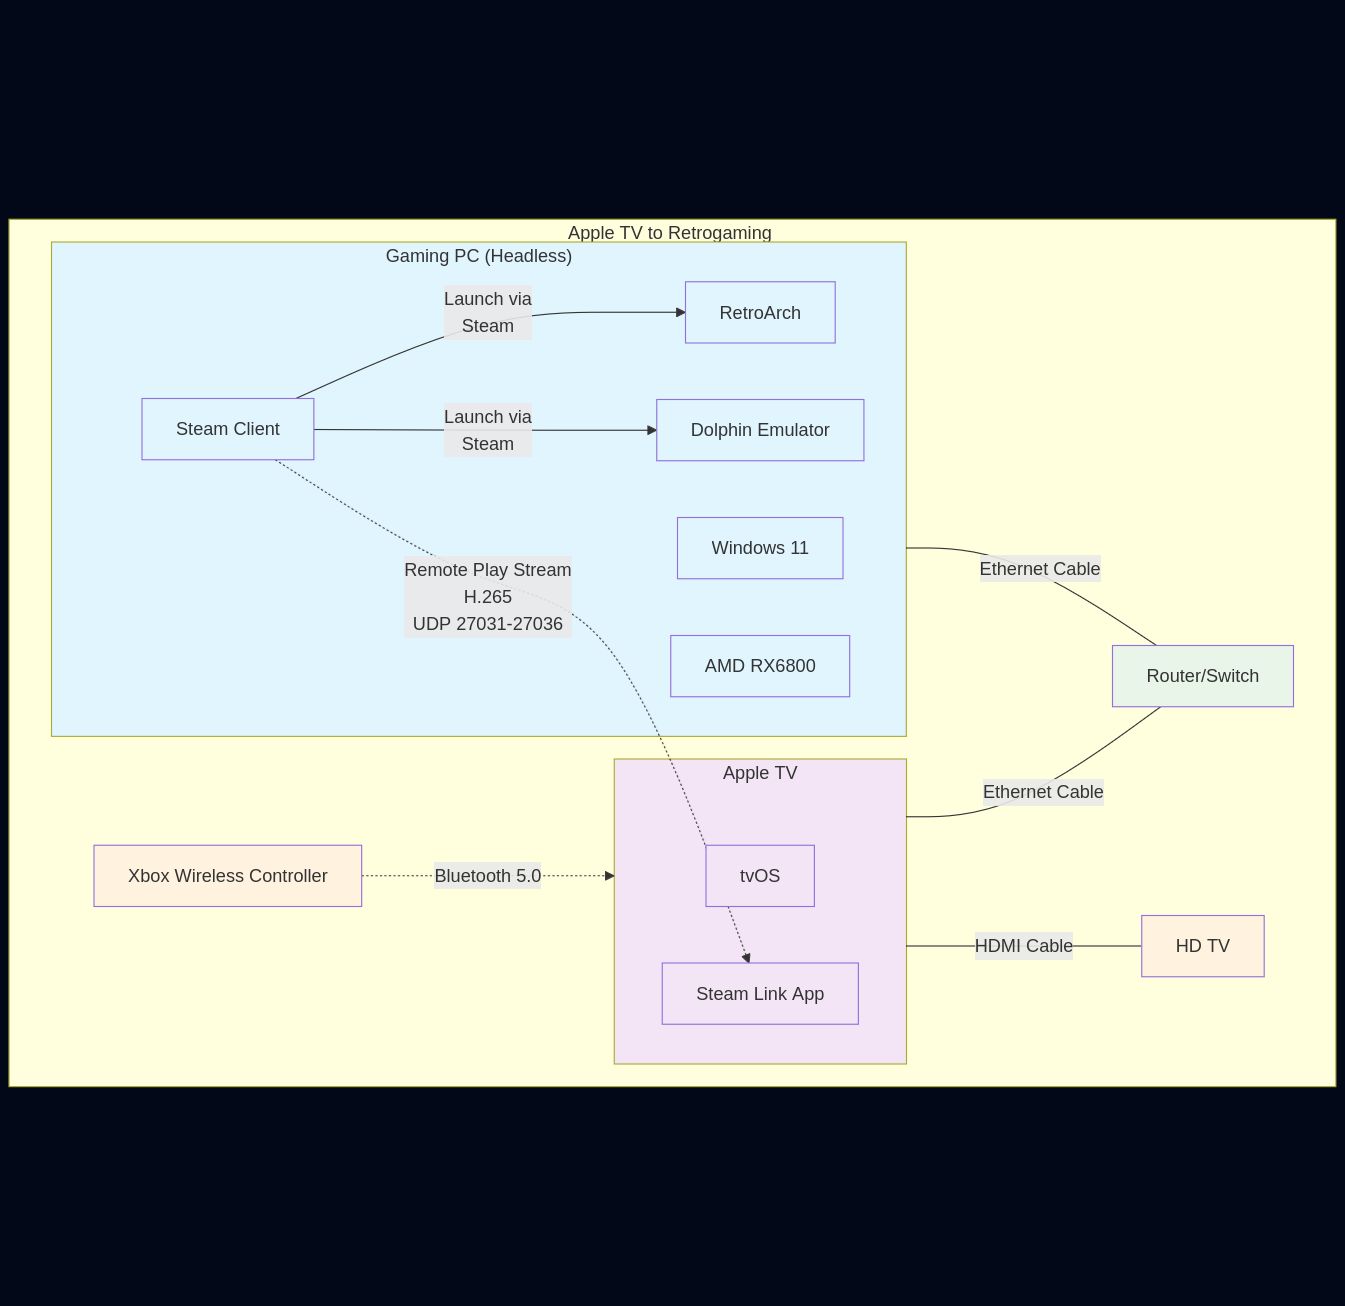 Apple TV to Retrogaming
Gaming PC (Headless)
Launch via
Steam
RetroArch
Steam Client
Launch via
Steam
Dolphin Emulator
Windows 11
Remote Play Stream
H.265
UDP 27031-27036
AMD RX6800
Ethernet Cable
Router/Switch
Ethernet Cable
Apple TV
Xbox Wireless Controller
Bluetooth 5.0
tvOS
Steam Link App
HDMI Cable
HD TV